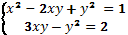 x² − 2xy + y² = 1
3xy − y² = 2